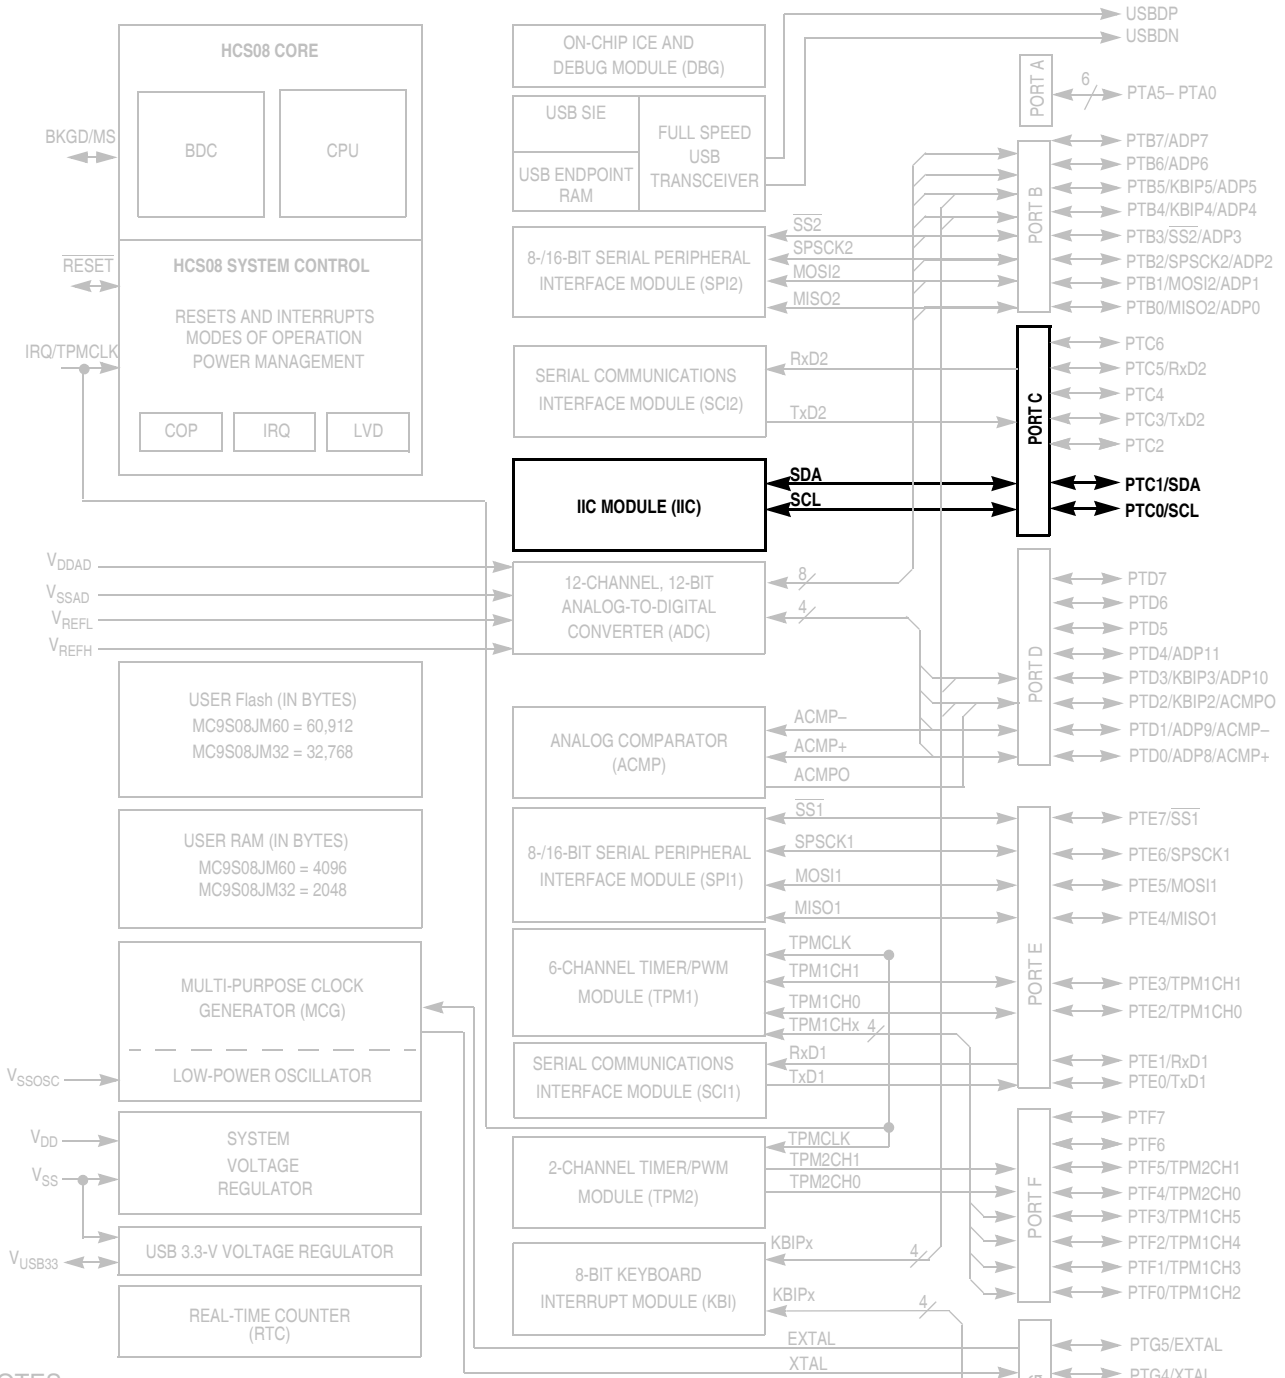 HCS08 CORE
BDC
CPU
BKGD/MS
RESET
HCS08 SYSTEM CONTROL
RESETS AND INTERRUPTS
MODES OF OPERATION
POWER MANAGEMENT
IRQ/TPMCLK
COP
IRQ
LVD
VDDAD
VSSAD
VREFL
VREFH
USER Flash (IN BYTES)
MC9S08JM60 = 60,912
MC9S08JM32 = 32,768
USER RAM (IN BYTES)
MC9S08JM60 = 4096
MC9S08JM32 = 2048
MULTI-PURPOSE CLOCK
GENERATOR (MCG)
LOW-POWER OSCILLATOR
VSSOSC
VDD
VSS
SYSTEM
VOLTAGE
REGULATOR
VUSB33
USB 3.3-V VOLTAGE REGULATOR
REAL-TIME COUNTER
(RTC)
ON-CHIP ICE AND
DEBUG MODULE (DBG)
USB SIE
USB ENDPOINT
RAM
FULL SPEED
USB
TRANSCEIVER
8-/16-BIT SERIAL PERIPHERAL
INTERFACE MODULE (SPI2)
SS2
SPSCK2
MOSI2
MISO2
SERIAL COMMUNICATIONS
INTERFACE MODULE (SCI2)
RxD2
TxD2
IIC MODULE (IIC)
SDA
SCL
12-CHANNEL, 12-BIT
ANALOG-TO-DIGITAL
CONVERTER (ADC)
8
4
ANALOG COMPARATOR
(ACMP)
ACMP–
ACMP+
ACMPO
8-/16-BIT SERIAL PERIPHERAL
INTERFACE MODULE (SPI1)
SS1
SPSCK1
MOSI1
MISO1
6-CHANNEL TIMER/PWM
MODULE (TPM1)
TPMCLK
TPM1CH1
TPM1CH0
TPM1CHx 4
SERIAL COMMUNICATIONS
INTERFACE MODULE (SCI1)
RxD1
TxD1
2-CHANNEL TIMER/PWM
MODULE (TPM2)
TPMCLK
TPM2CH1
TPM2CH0
8-BIT KEYBOARD
INTERRUPT MODULE (KBI)
KBIPx
4
KBIPx
4
EXTAL
XTAL
USBDP
USBDN
PORT A
6
PTA5– PTA0
PORT B
PTB7/ADP7
PTB6/ADP6
PTB5/KBIP5/ADP5
PTB4/KBIP4/ADP4
PTB3/SS2/ADP3
PTB2/SPSCK2/ADP2
PTB1/MOSI2/ADP1
PTB0/MISO2/ADP0
PORT C
PTC6
PTC5/RxD2
PTC4
PTC3/TxD2
PTC2
PTC1/SDA
PTC0/SCL
PORT D
PTD7
PTD6
PTD5
PTD4/ADP11
PTD3/KBIP3/ADP10
PTD2/KBIP2/ACMPO
PTD1/ADP9/ACMP–
PTD0/ADP8/ACMP+
PORT E
PTE7/SS1
PTE6/SPSCK1
PTE5/MOSI1
PTE4/MISO1
PTE3/TPM1CH1
PTE2/TPM1CH0
PTE1/RxD1
PTE0/TxD1
PORT F
PTF7
PTF6
PTF5/TPM2CH1
PTF4/TPM2CH0
PTF3/TPM1CH5
PTF2/TPM1CH4
PTF1/TPM1CH3
PTF0/TPM1CH2
PTG5/EXTAL
PTG4/XTAL